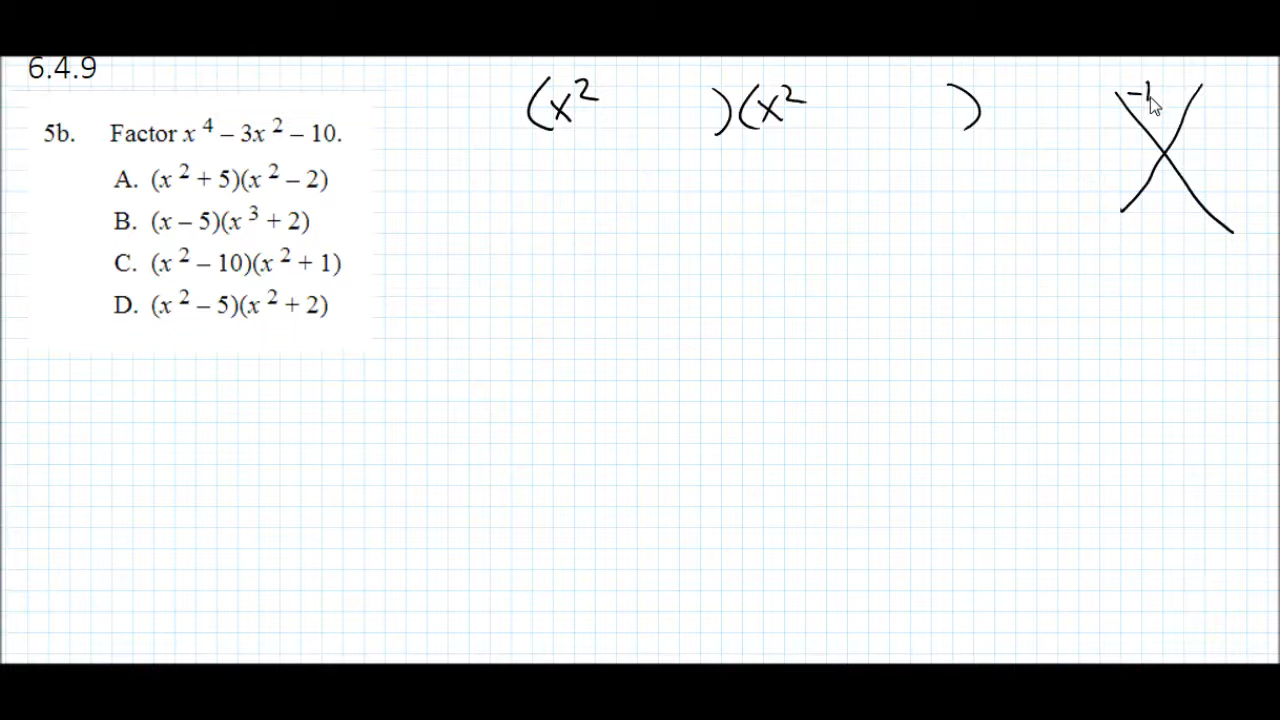 6.4.9
5b. Factor x⁴ – 3x² – 10.
A. (x² + 5)(x² – 2)
B. (x – 5)(x³ + 2)
C. (x² – 10)(x² + 1)
D. (x² – 5)(x² + 2)
(x² )(x² )